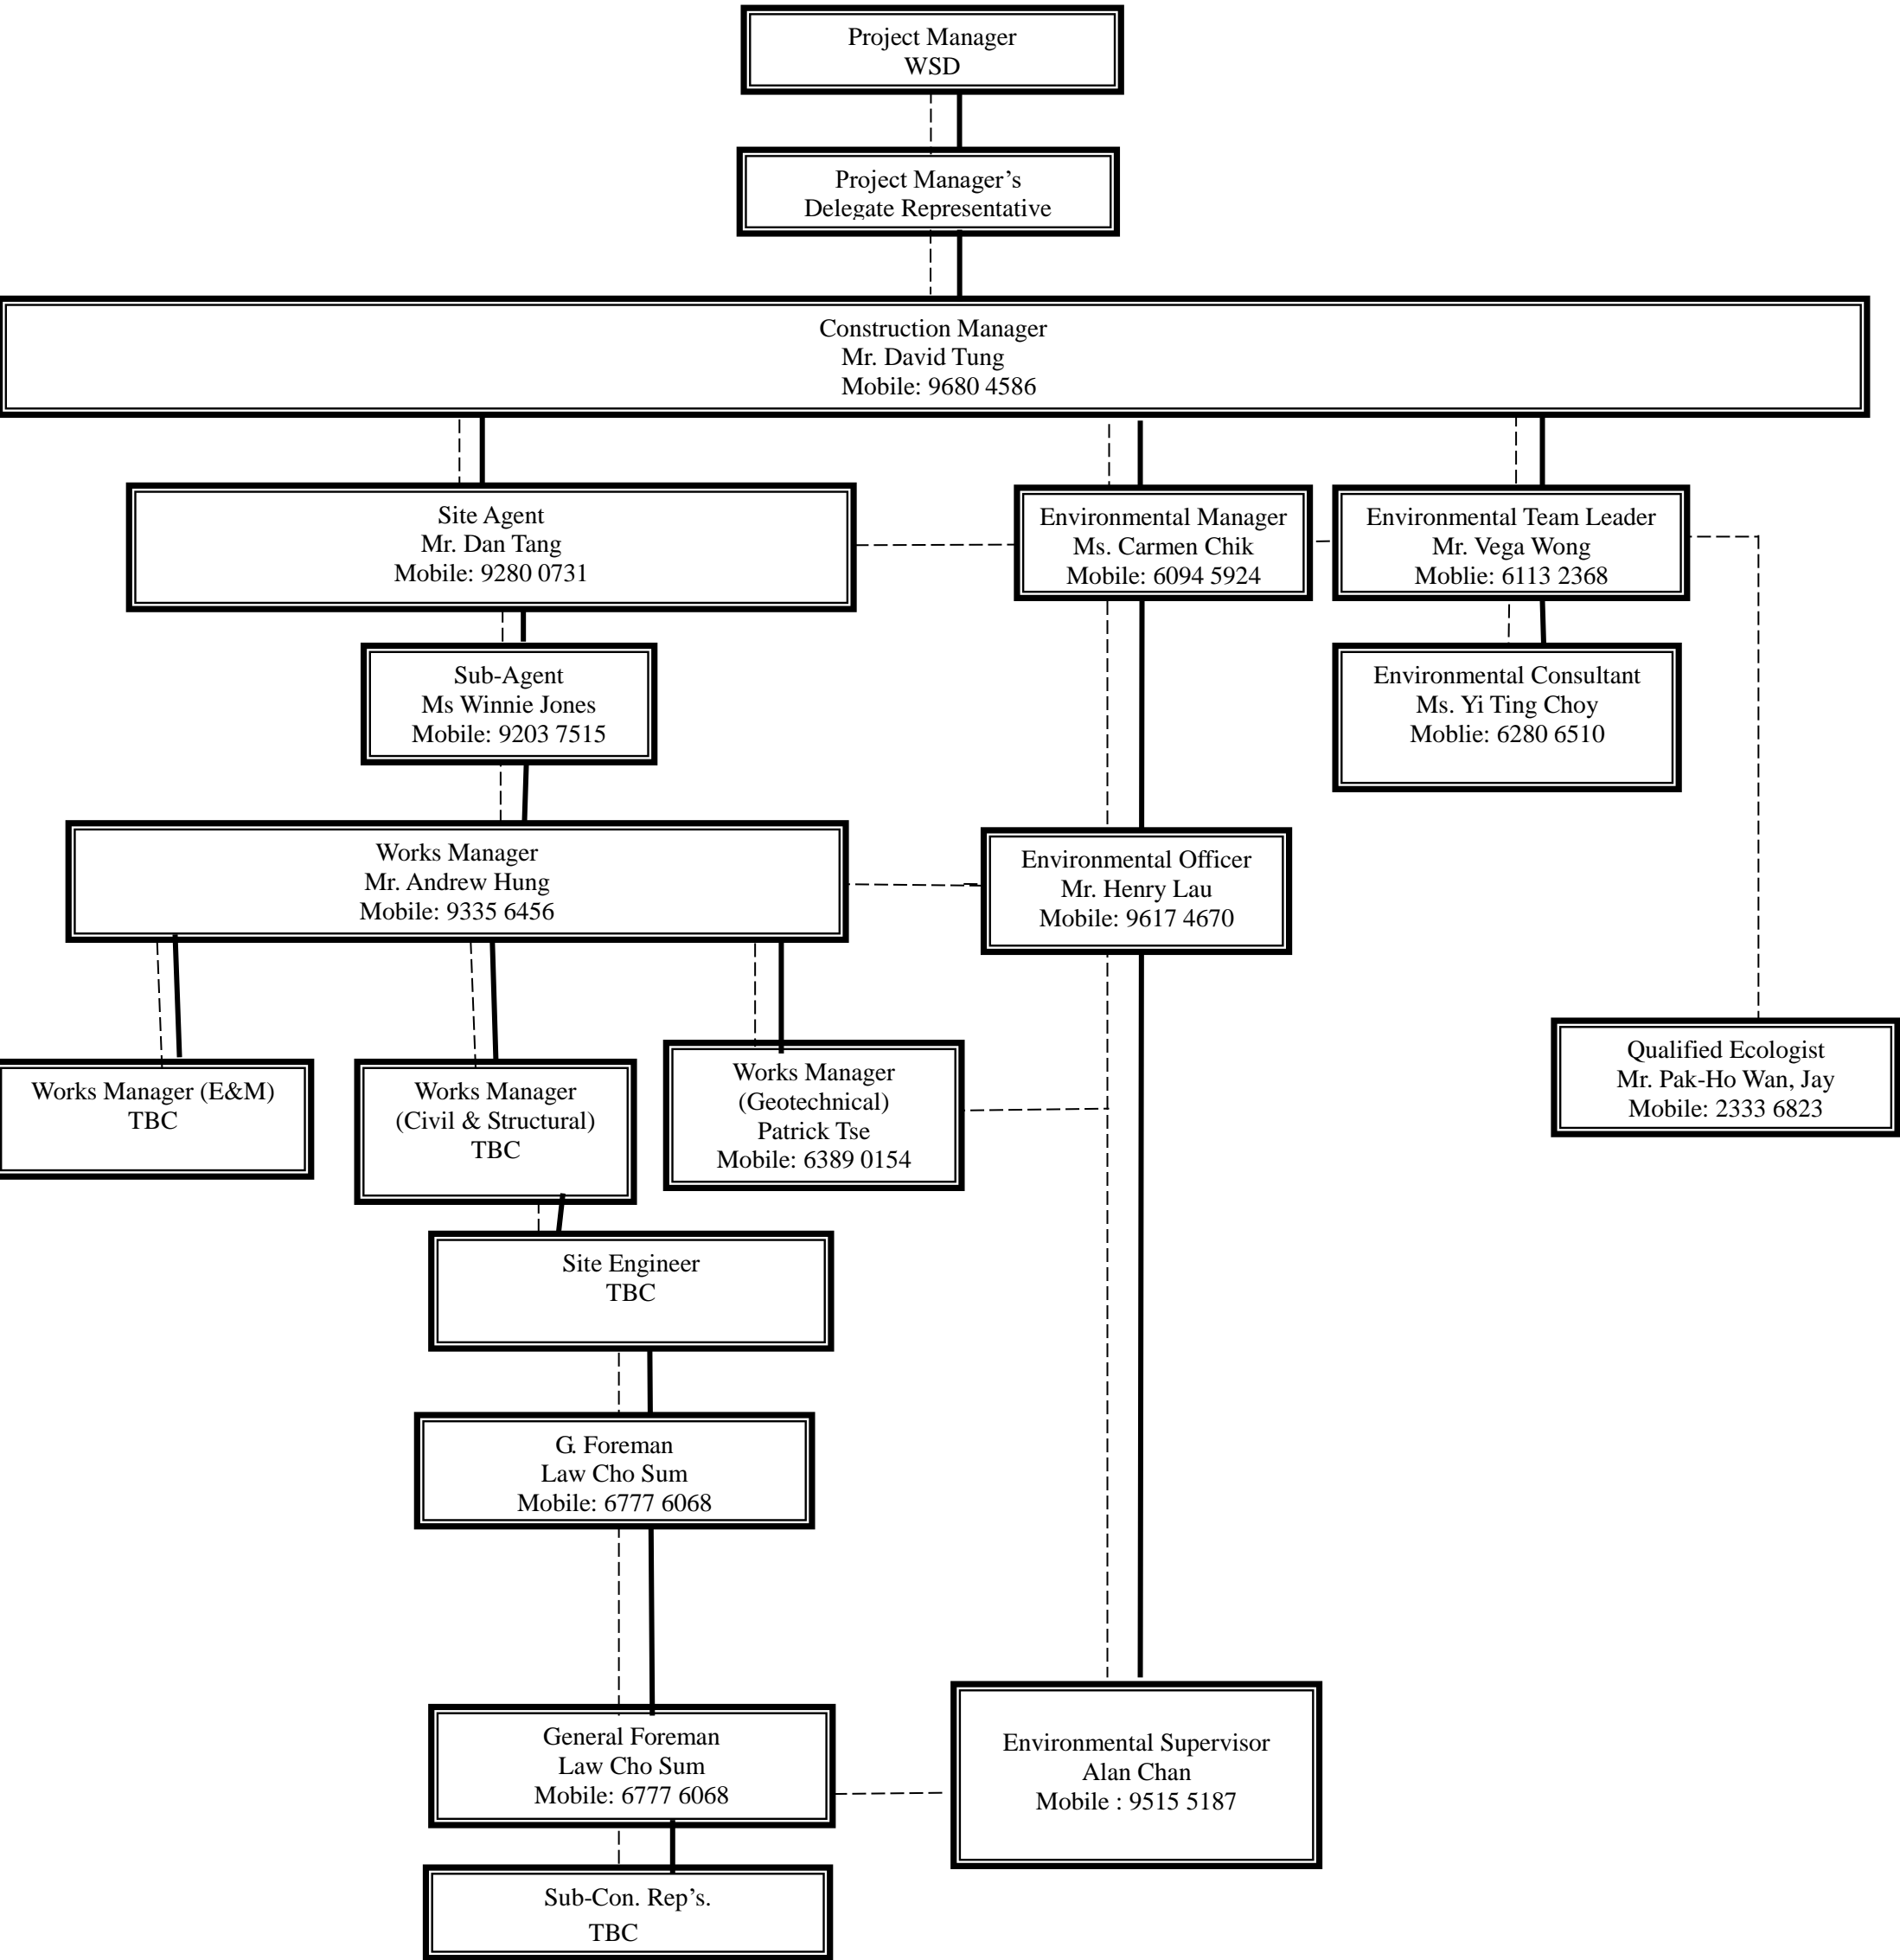 Project Manager
WSD
Project Manager’s
Delegate Representative
Construction Manager
Mr. David Tung
Mobile: 9680 4586
Site Agent
Mr. Dan Tang
Mobile: 9280 0731
Environmental Manager
Ms. Carmen Chik
Mobile: 6094 5924
Environmental Team Leader
Mr. Vega Wong
Moblie: 6113 2368
Sub-Agent
Ms Winnie Jones
Mobile: 9203 7515
Environmental Consultant
Ms. Yi Ting Choy
Moblie: 6280 6510
Works Manager
Mr. Andrew Hung
Mobile: 9335 6456
Environmental Officer
Mr. Henry Lau
Mobile: 9617 4670
Works Manager (E&M)
TBC
Works Manager
(Civil & Structural)
TBC
Works Manager
(Geotechnical)
Patrick Tse
Mobile: 6389 0154
Qualified Ecologist
Mr. Pak-Ho Wan, Jay
Mobile: 2333 6823
Site Engineer
TBC
G. Foreman
Law Cho Sum
Mobile: 6777 6068
General Foreman
Law Cho Sum
Mobile: 6777 6068
Environmental Supervisor
Alan Chan
Mobile : 9515 5187
Sub-Con. Rep’s.
TBC